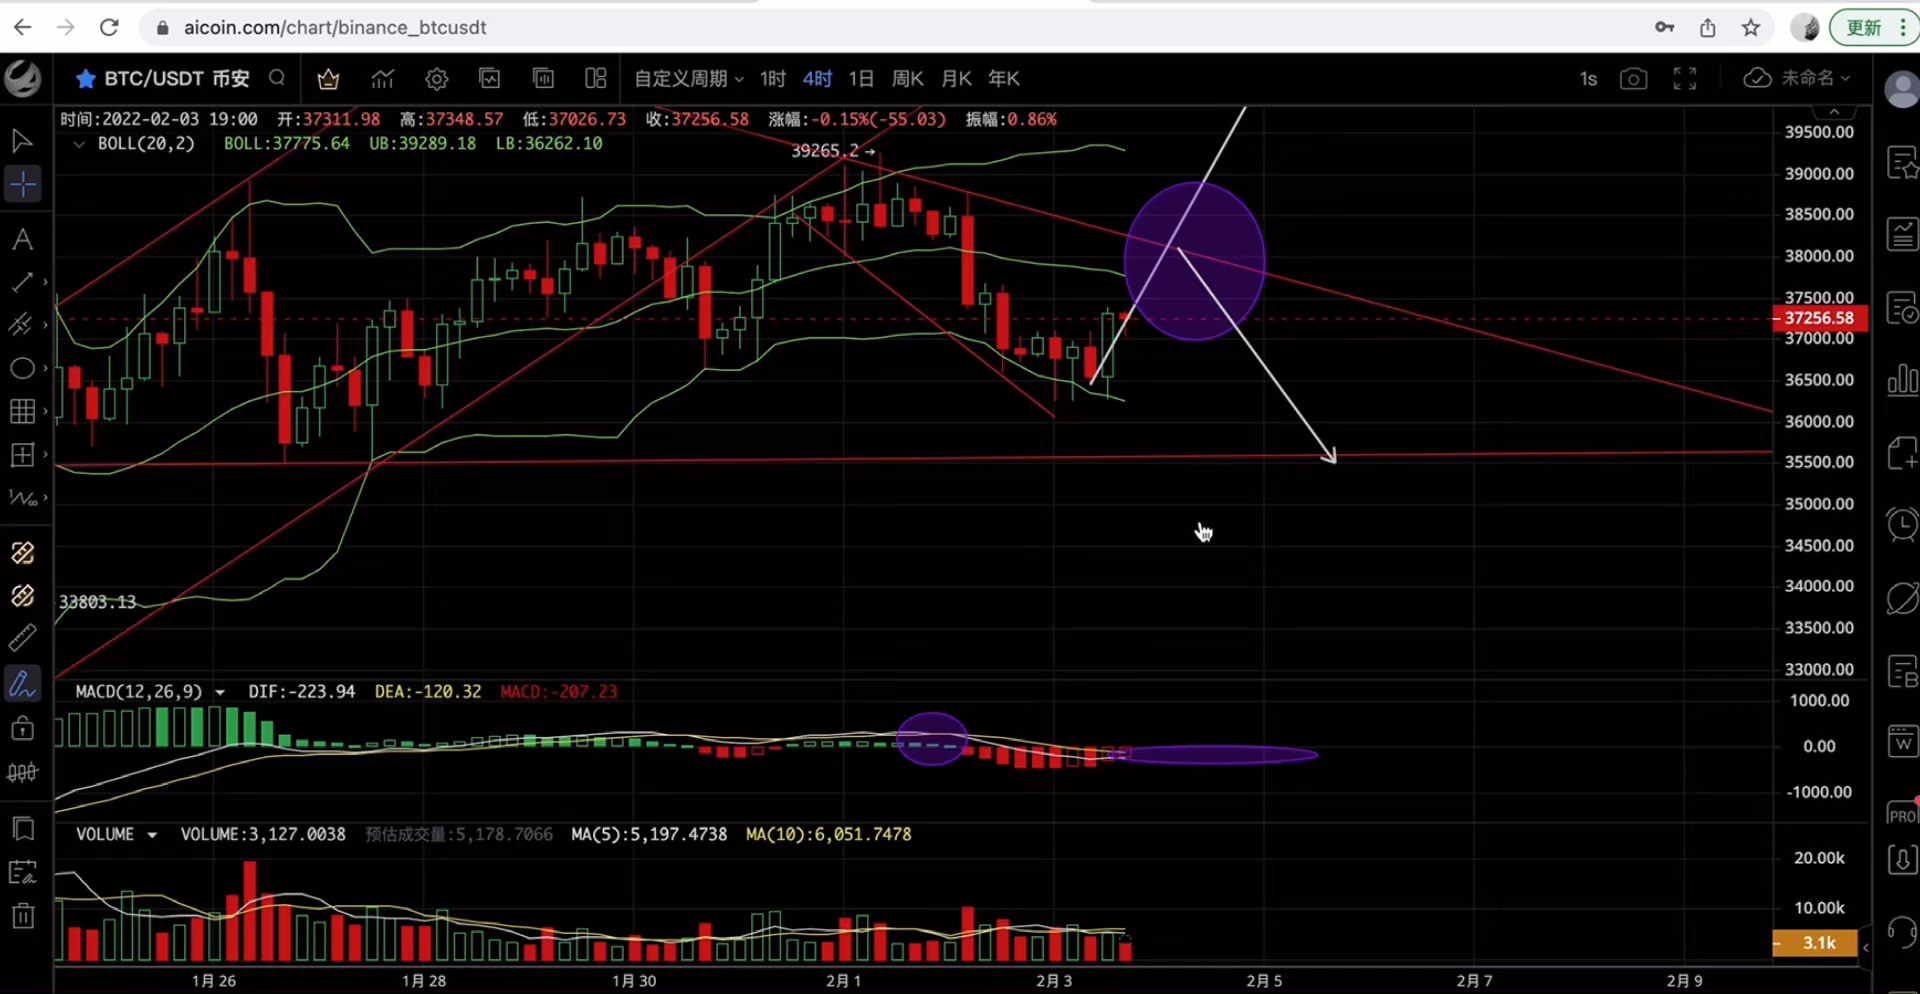 aicoin.com/chart/binance_btcusdt
更新
BTC/USDT 币安
自定义周期 1时 4时 1日 周K 月K 年K
1s
未命名
时间:2022-02-03 19:00 开:37311.98 高:37348.57 低:37026.73 收:37256.58 涨幅:-0.15%(-55.03) 振幅:0.86%
BOLL(20,2) BOLL:37775.64 UB:39289.18 LB:36262.10
39265.2
33803.13
39500.00
39000.00
38500.00
38000.00
37500.00
37256.58
37000.00
36500.00
36000.00
35500.00
35000.00
34500.00
34000.00
33500.00
33000.00
MACD(12,26,9) DIF:-223.94 DEA:-120.32 MACD:-207.23
1000.00
0.00
-1000.00
VOLUME VOLUME:3,127.0038 预估成交量:5,178.7066 MA(5):5,197.4738 MA(10):6,051.7478
20.00k
10.00k
3.1k
1月26 1月28 1月30 2月1 2月3 2月5 2月7 2月9
B
W
PRO